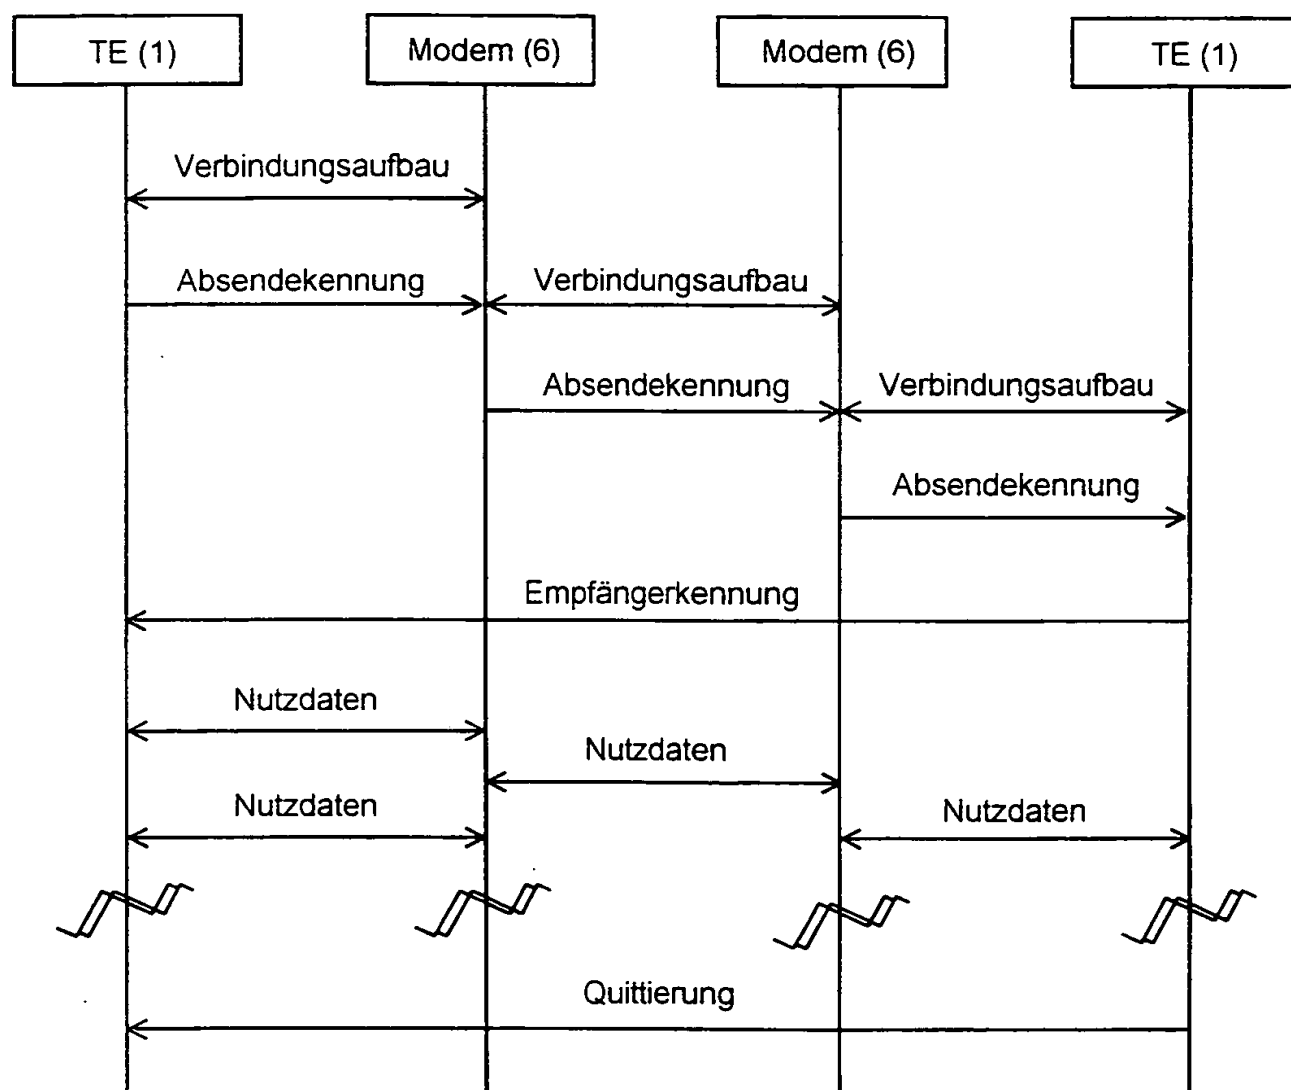 TE (1)
Modem (6)
Modem (6)
TE (1)
Verbindungsaufbau
Absendekennung
Verbindungsaufbau
Absendekennung
Verbindungsaufbau
Absendekennung
Empfängerkennung
Nutzdaten
Nutzdaten
Nutzdaten
Nutzdaten
Quittierung